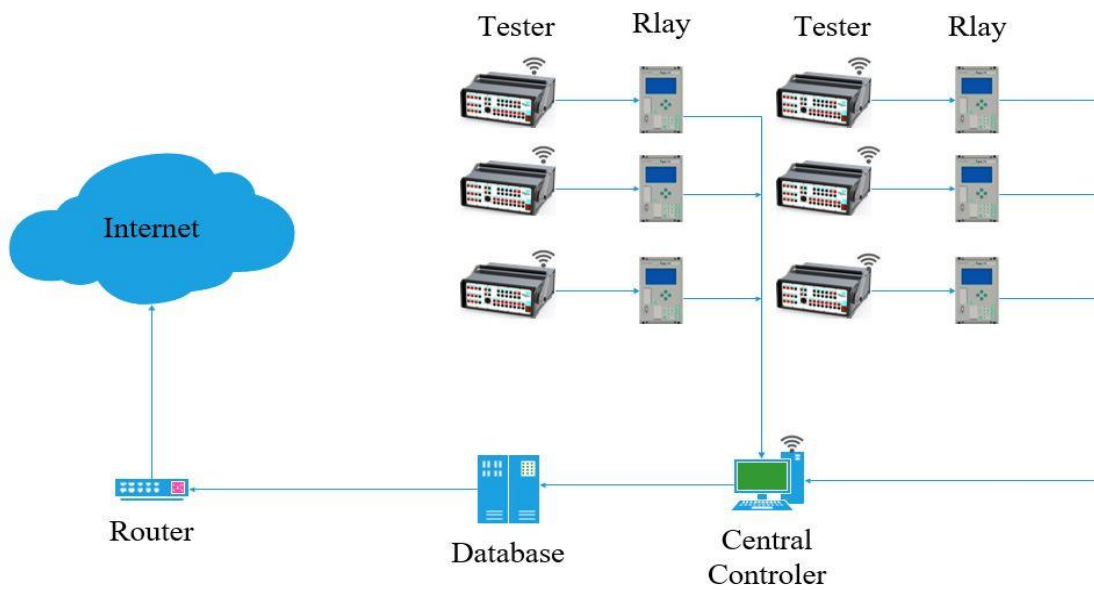 Tester
Rlay
Tester
Rlay
Internet
Router
Database
Central
Controler